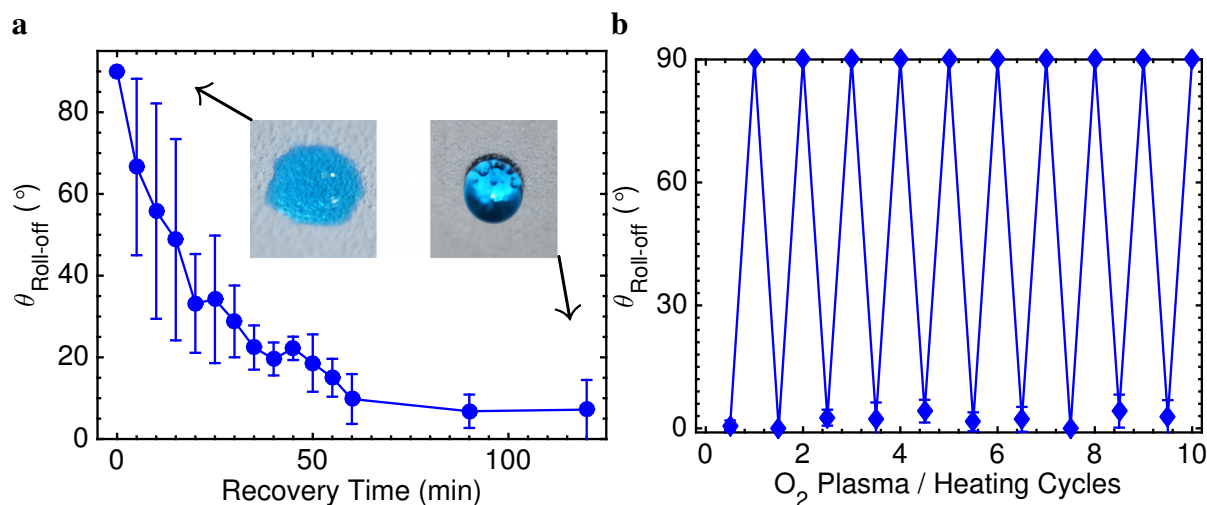 a
θRoll-off (°)
80
60
40
20
0
0 50 100
Recovery Time (min)
b
θRoll-off (°)
90
60
30
0
0 2 4 6 8 10
O2 Plasma / Heating Cycles